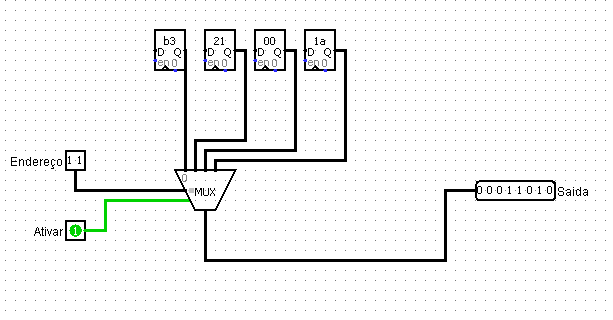 b3 21 00 1a
D Q D Q D Q D Q
en 0 en 0 en 0 en 0
Endereço 1 1
0
MUX
0 0 0 1 1 0 1 0 Saida
Ativar 1